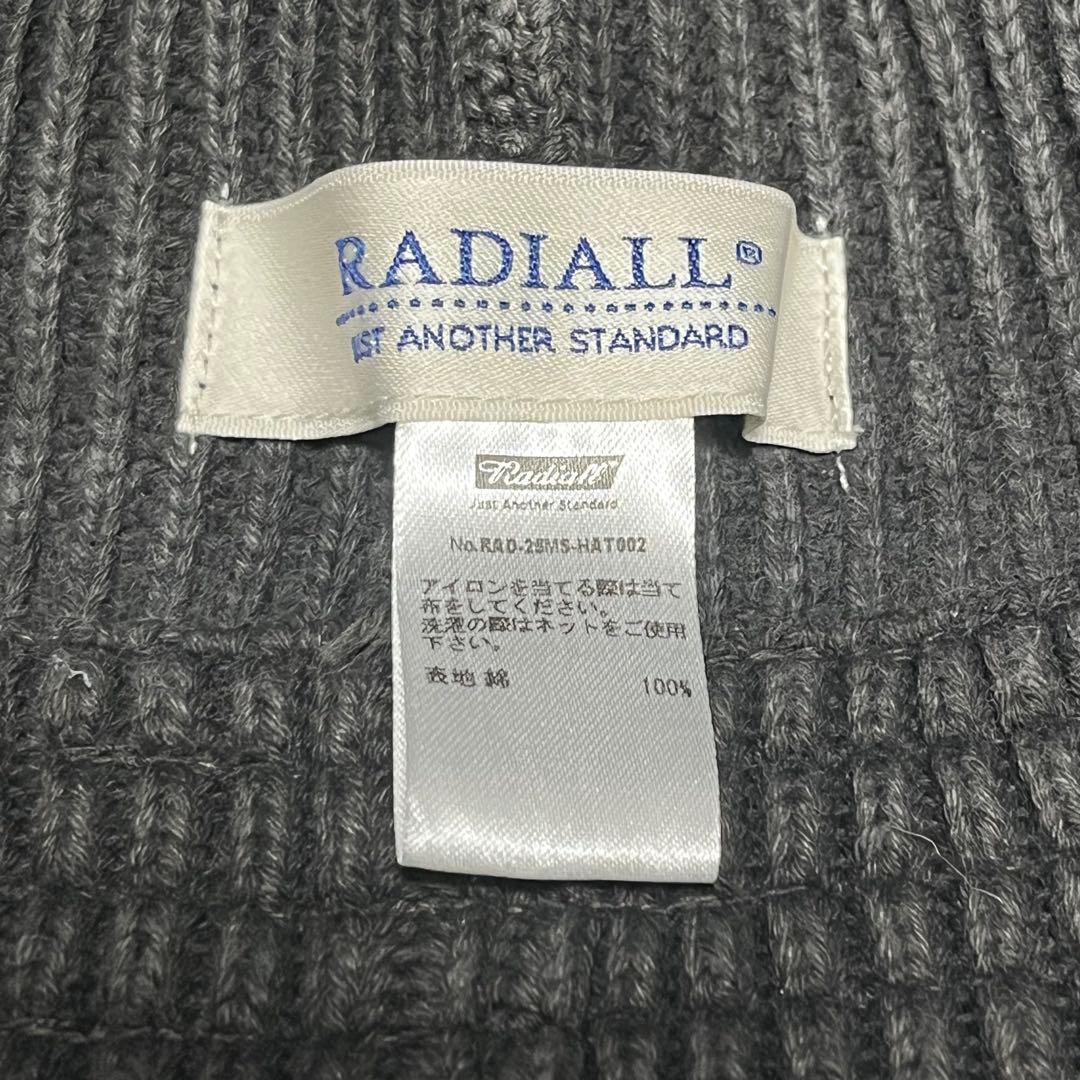 RADIALL®
ST ANOTHER STANDARD
Radiall
Just Another Standard
No.RAD-25MS-HAT002
アイロンを当てる際は当て
布をしてください。
洗濯の際はネットをご使用
下さい。
表地 綿 100%